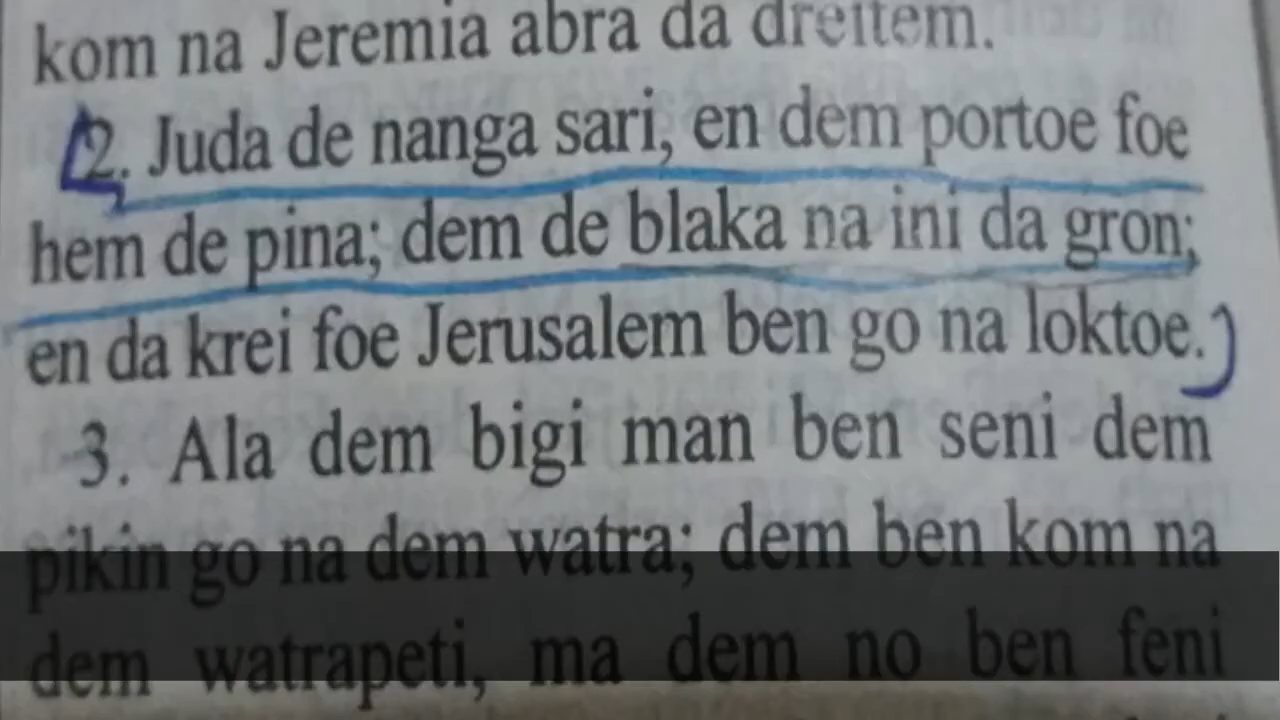 kom na Jeremia abra da dreitem.
2. Juda de nanga sari, en dem portoe foe
hem de pina; dem de blaka na ini da gron;
en da krei foe Jerusalem ben go na loktoe.
3. Ala dem bigi man ben seni dem
pikin go na dem watra; dem ben kom na
dem watrapeti, ma dem no ben feni